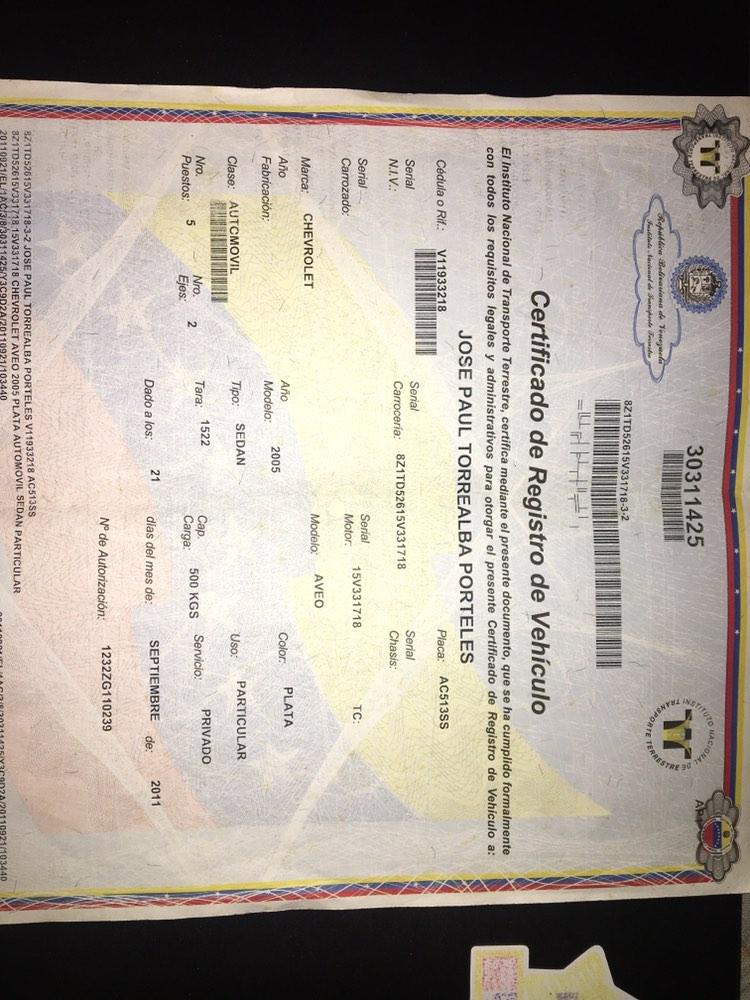 30311425
8Z1TD52615V331718-3-2
República Bolivariana de Venezuela
Instituto Nacional de Transporte Terrestre
INSTITUTO NACIONAL DE TRANSPORTE TERRESTRE
Certificado de Registro de Vehículo
El Instituto Nacional de Transporte Terrestre, certifica mediante el presente documento, que se ha cumplido formalmente
con todos los requisitos legales y administrativos para otorgar el presente Certificado de Registro de Vehículo a:
JOSE PAUL TORREALBA PORTELES
Cédula o Rif.: V11933218 Placa: AC513SS
Serial N.I.V.: Serial Carrocería: 8Z1TD52615V331718 Serial Chasis:
Serial Carrozado: Serial Motor: 15V331718 TC:
Marca: CHEVROLET Modelo: AVEO
Año Fabricación: Año Modelo: 2005 Color: PLATA
Clase: AUTOMOVIL Tipo: SEDAN Uso: PARTICULAR
Nro. Puestos: 5 Nro. Ejes: 2 Tara: 1522 Cap. Carga: 500 KGS Servicio: PRIVADO
Dado a los: 21 días del mes de: SEPTIEMBRE de: 2011
Nº de Autorización: 1232ZG110239
8Z1TD52615V331718-3-2 JOSE PAUL TORREALBA PORTELES V11933218 AC513SS
8Z1TD52615V331718 15V331718 CHEVROLET AVEO 2005 PLATA AUTOMOVIL SEDAN PARTICULAR